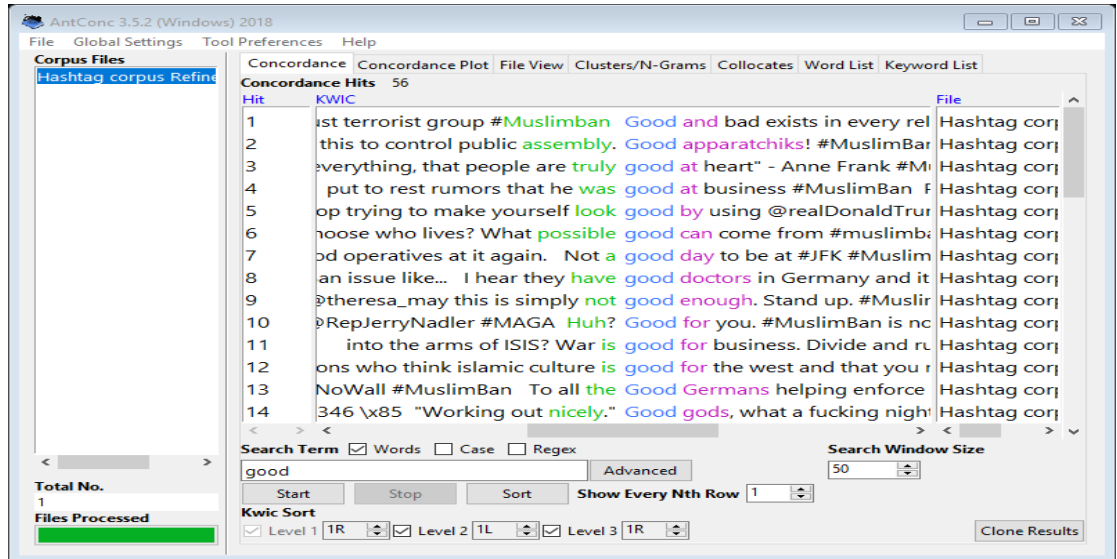 AntConc 3.5.2 (Windows) 2018
File Global Settings Tool Preferences Help
Corpus Files
Hashtag corpus Refine
Concordance Concordance Plot File View Clusters/N-Grams Collocates Word List Keyword List
Concordance Hits 56
Hit KWIC File
1 ust terrorist group #Muslimban Good and bad exists in every rel Hashtag corp
2 this to control public assembly. Good apparatchiks! #MuslimBan Hashtag corp
3 everything, that people are truly good at heart" - Anne Frank #Mu Hashtag corp
4 put to rest rumors that he was good at business #MuslimBan F Hashtag corp
5 op trying to make yourself look good by using @realDonaldTrun Hashtag corp
6 hoose who lives? What possible good can come from #muslimba Hashtag corp
7 od operatives at it again. Not a good day to be at #JFK #Muslim Hashtag corp
8 an issue like... I hear they have good doctors in Germany and it Hashtag corp
9 @theresa_may this is simply not good enough. Stand up. #Muslin Hashtag corp
10 @RepJerryNadler #MAGA Huh? Good for you. #MuslimBan is no Hashtag corp
11 into the arms of ISIS? War is good for business. Divide and ru Hashtag corp
12 ons who think islamic culture is good for the west and that you r Hashtag corp
13 NoWall #MuslimBan To all the Good Germans helping enforce Hashtag corp
14 346 \x85 "Working out nicely." Good gods, what a fucking night Hashtag corp
Search Term Words Case Regex Search Window Size
good Advanced 50
Total No.
1
Start Stop Sort Show Every Nth Row 1
Files Processed
Kwic Sort
Level 1 1R Level 2 1L Level 3 1R Clone Results